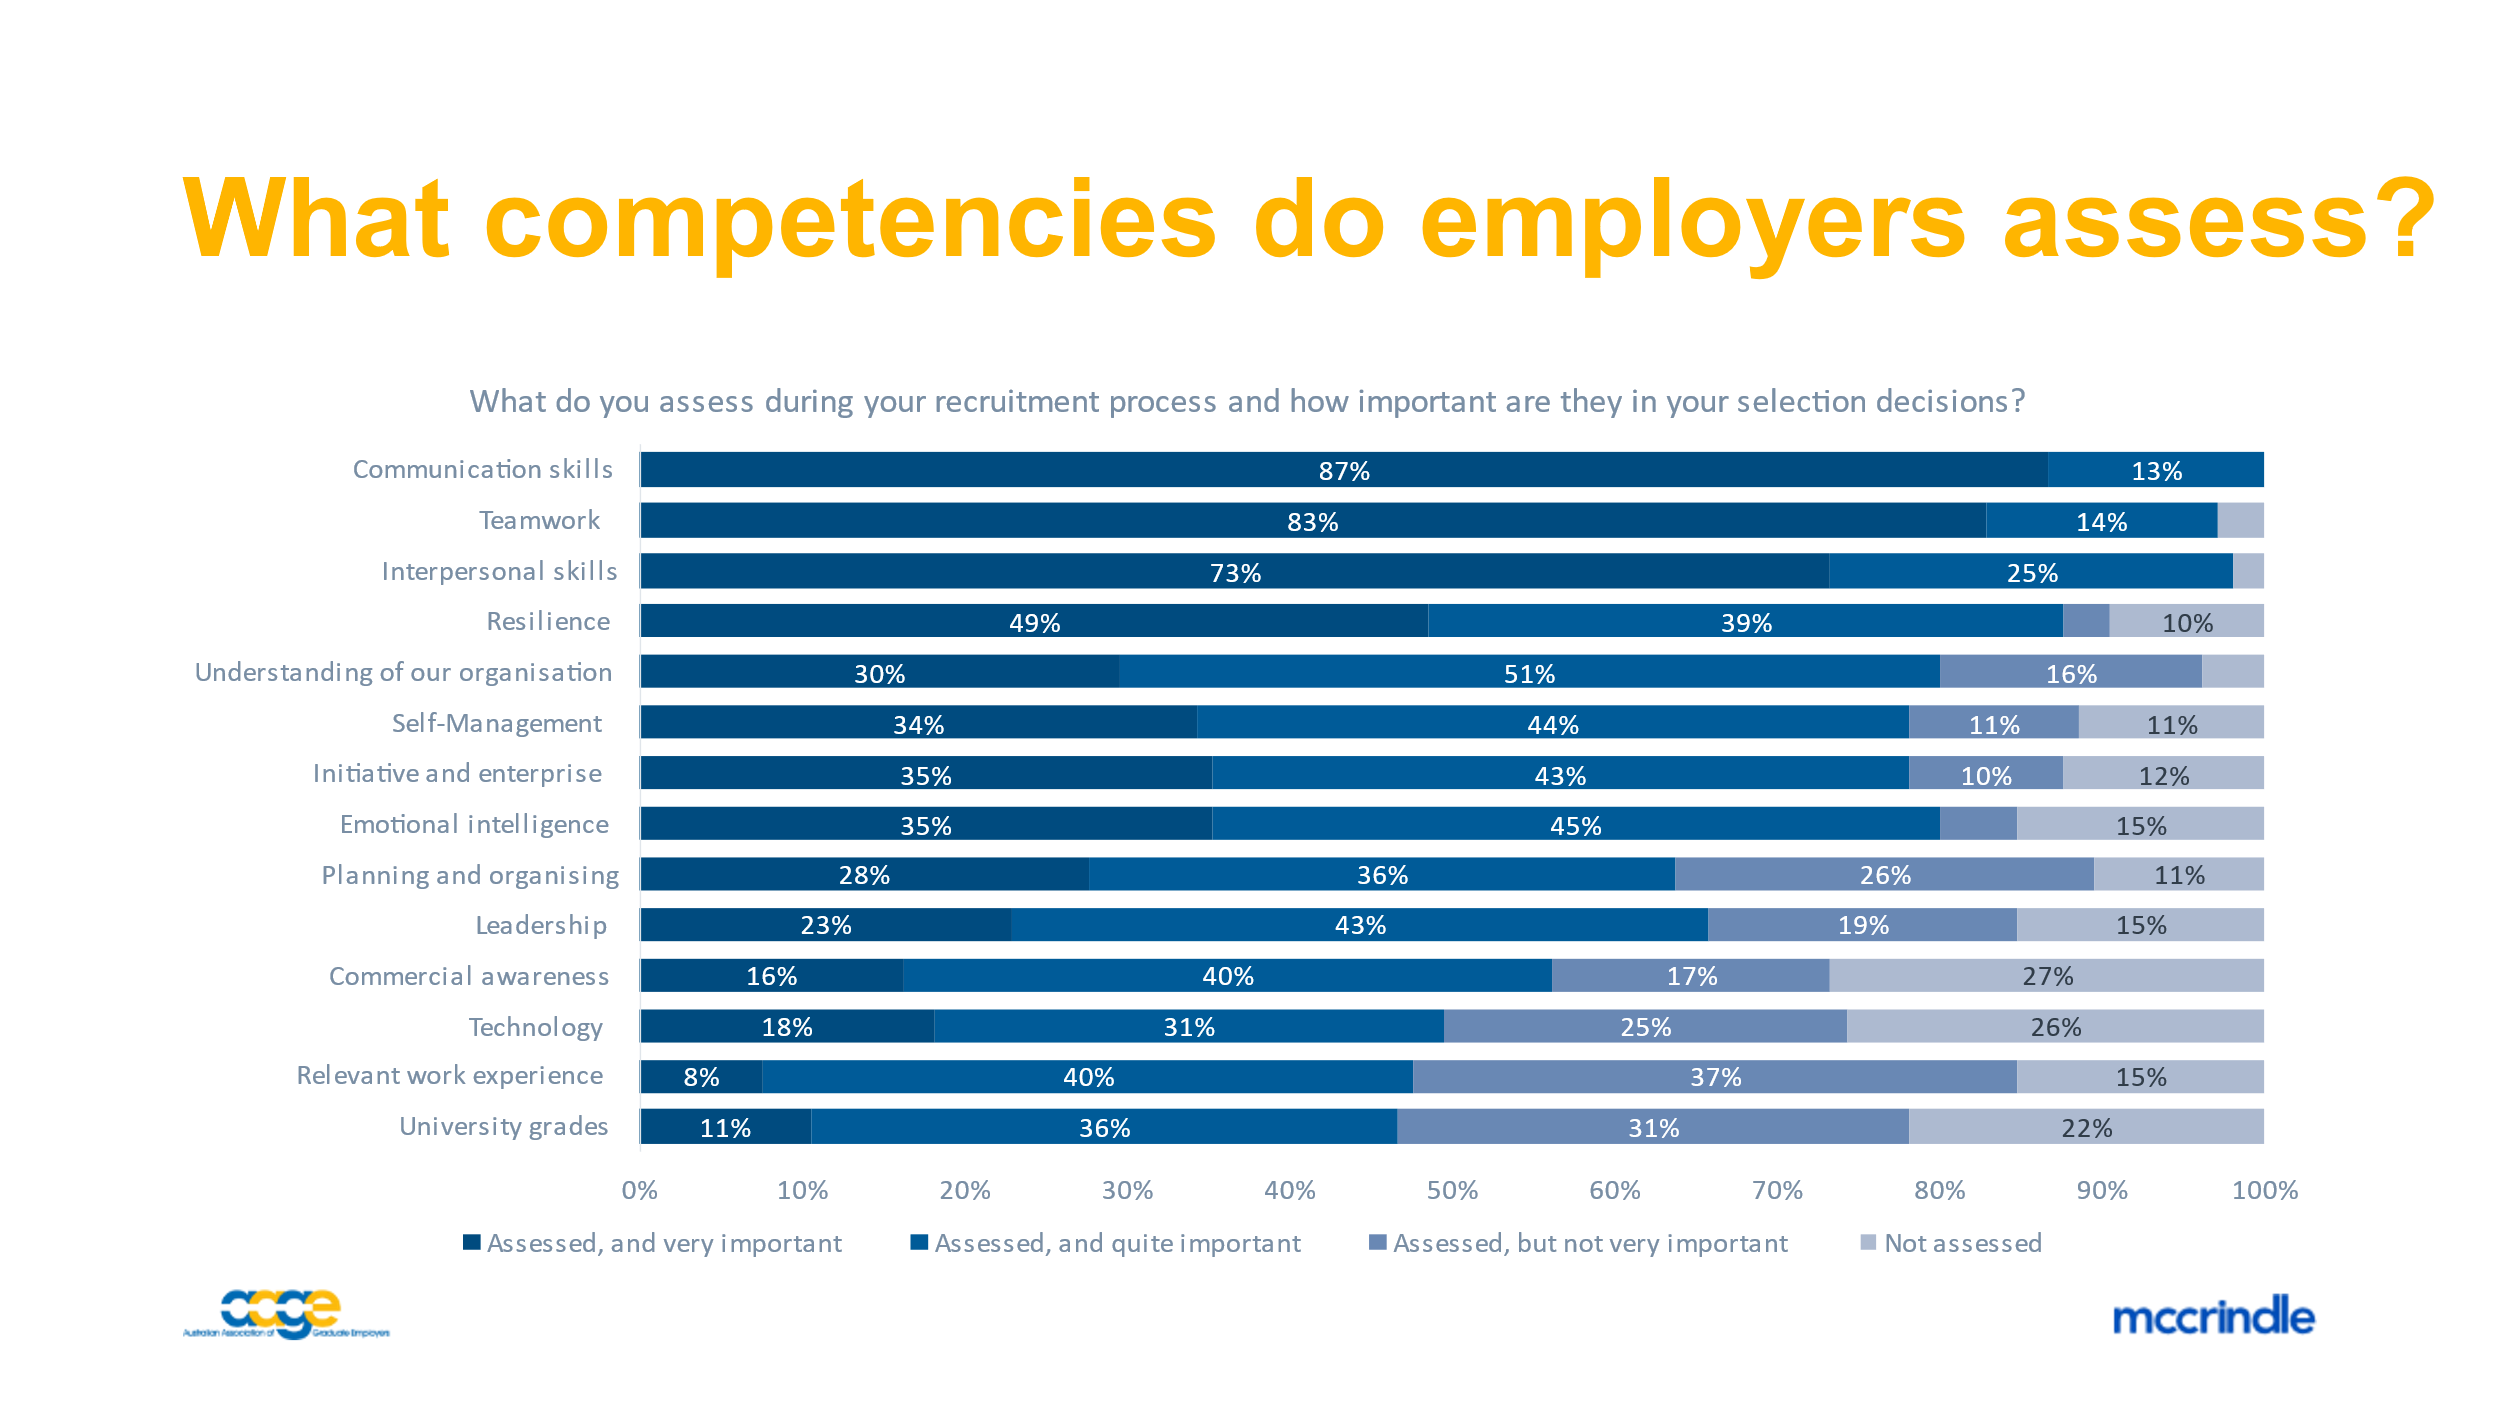 What competencies do employers assess?
What do you assess during your recruitment process and how important are they in your selection decisions?
Communication skills 87% 13%
Teamwork 83% 14%
Interpersonal skills 73% 25%
Resilience 49% 39% 10%
Understanding of our organisation 30% 51% 16%
Self-Management 34% 44% 11% 11%
Initiative and enterprise 35% 43% 10% 12%
Emotional intelligence 35% 45% 15%
Planning and organising 28% 36% 26% 11%
Leadership 23% 43% 19% 15%
Commercial awareness 16% 40% 17% 27%
Technology 18% 31% 25% 26%
Relevant work experience 8% 40% 37% 15%
University grades 11% 36% 31% 22%
0% 10% 20% 30% 40% 50% 60% 70% 80% 90% 100%
Assessed, and very important Assessed, and quite important Assessed, but not very important Not assessed
aage
Australian Association of Graduate Employers
mccrindle